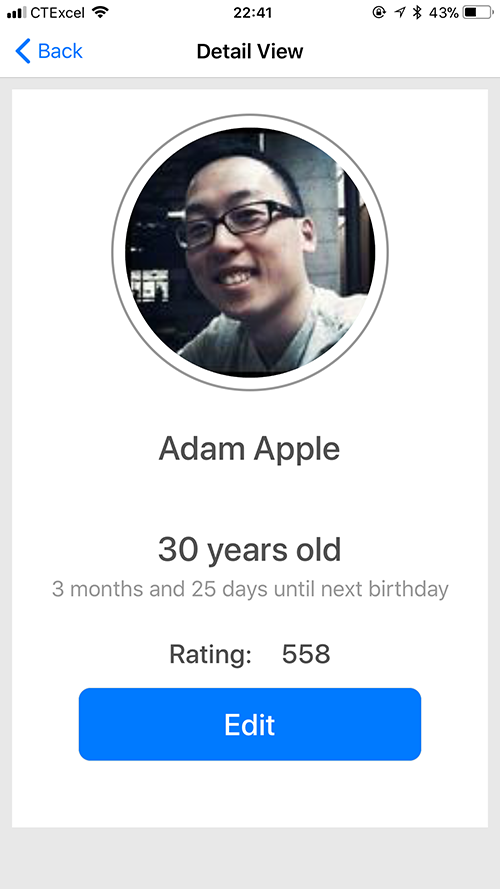 CTExcel 22:41 43%
Back Detail View
Adam Apple
30 years old
3 months and 25 days until next birthday
Rating: 558
Edit